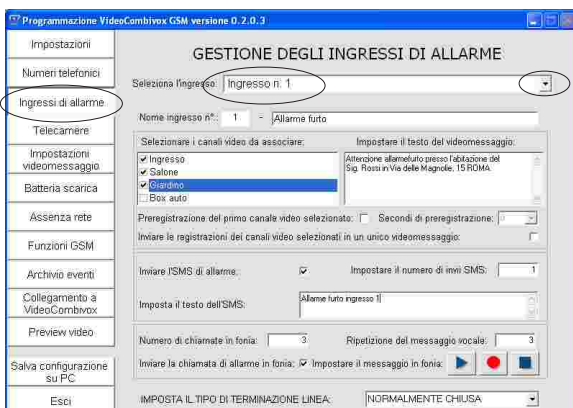 Programmazione VideoCombivox GSM versione 0.2.0.3
Impostazioni
Numeri telefonici
Ingressi di allarme
Telecamere
Impostazioni
videomessaggio
Batteria scarica
Assenza rete
Funzioni GSM
Archivio eventi
Collegamento a
VideoCombivox
Preview video
Salva configurazione
su PC
Esci
GESTIONE DEGLI INGRESSI DI ALLARME
Seleziona l'ingresso: Ingresso n: 1
Nome ingresso n°.: 1 - Allarme furto
Selezionare i canali video da associare:
Ingresso
Salone
Giardino
Box auto
Impostare il testo del videomessaggio:
Attenzione allarmefurto presso l'abitazione del
Sig. Rossi in Via delle Magnolie, 15 ROMA.
Preregistrazione del primo canale video selezionato: Secondi di preregistrazione:
Inviare le registrazioni dei canali video selezionati in un unico videomessaggio:
Inviare l'SMS di allarme: Impostare il numero di invii SMS: 1
Imposta il testo dell'SMS: Allarme furto ingresso 1
Numero di chiamate in fonia: 3 Ripetizione del messaggio vocale: 3
Inviare la chiamata di allarme in fonia: Impostare il messaggio in fonia:
IMPOSTA IL TIPO DI TERMINAZIONE LINEA: NORMALMENTE CHIUSA